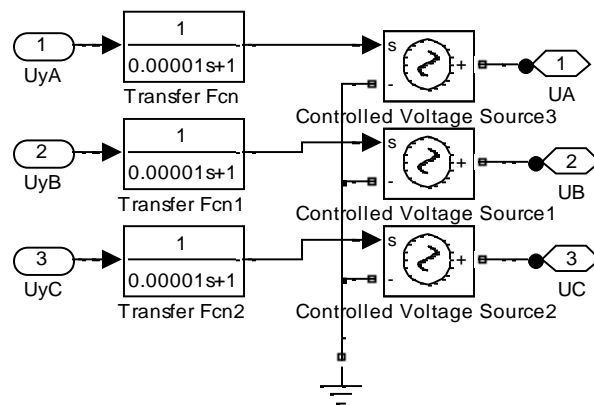 1
UyA
1
0.00001s+1
Transfer Fcn
s
-
+
Controlled Voltage Source3
1
UA
2
UyB
1
0.00001s+1
Transfer Fcn1
s
-
+
Controlled Voltage Source1
2
UB
3
UyC
1
0.00001s+1
Transfer Fcn2
s
-
+
Controlled Voltage Source2
3
UC